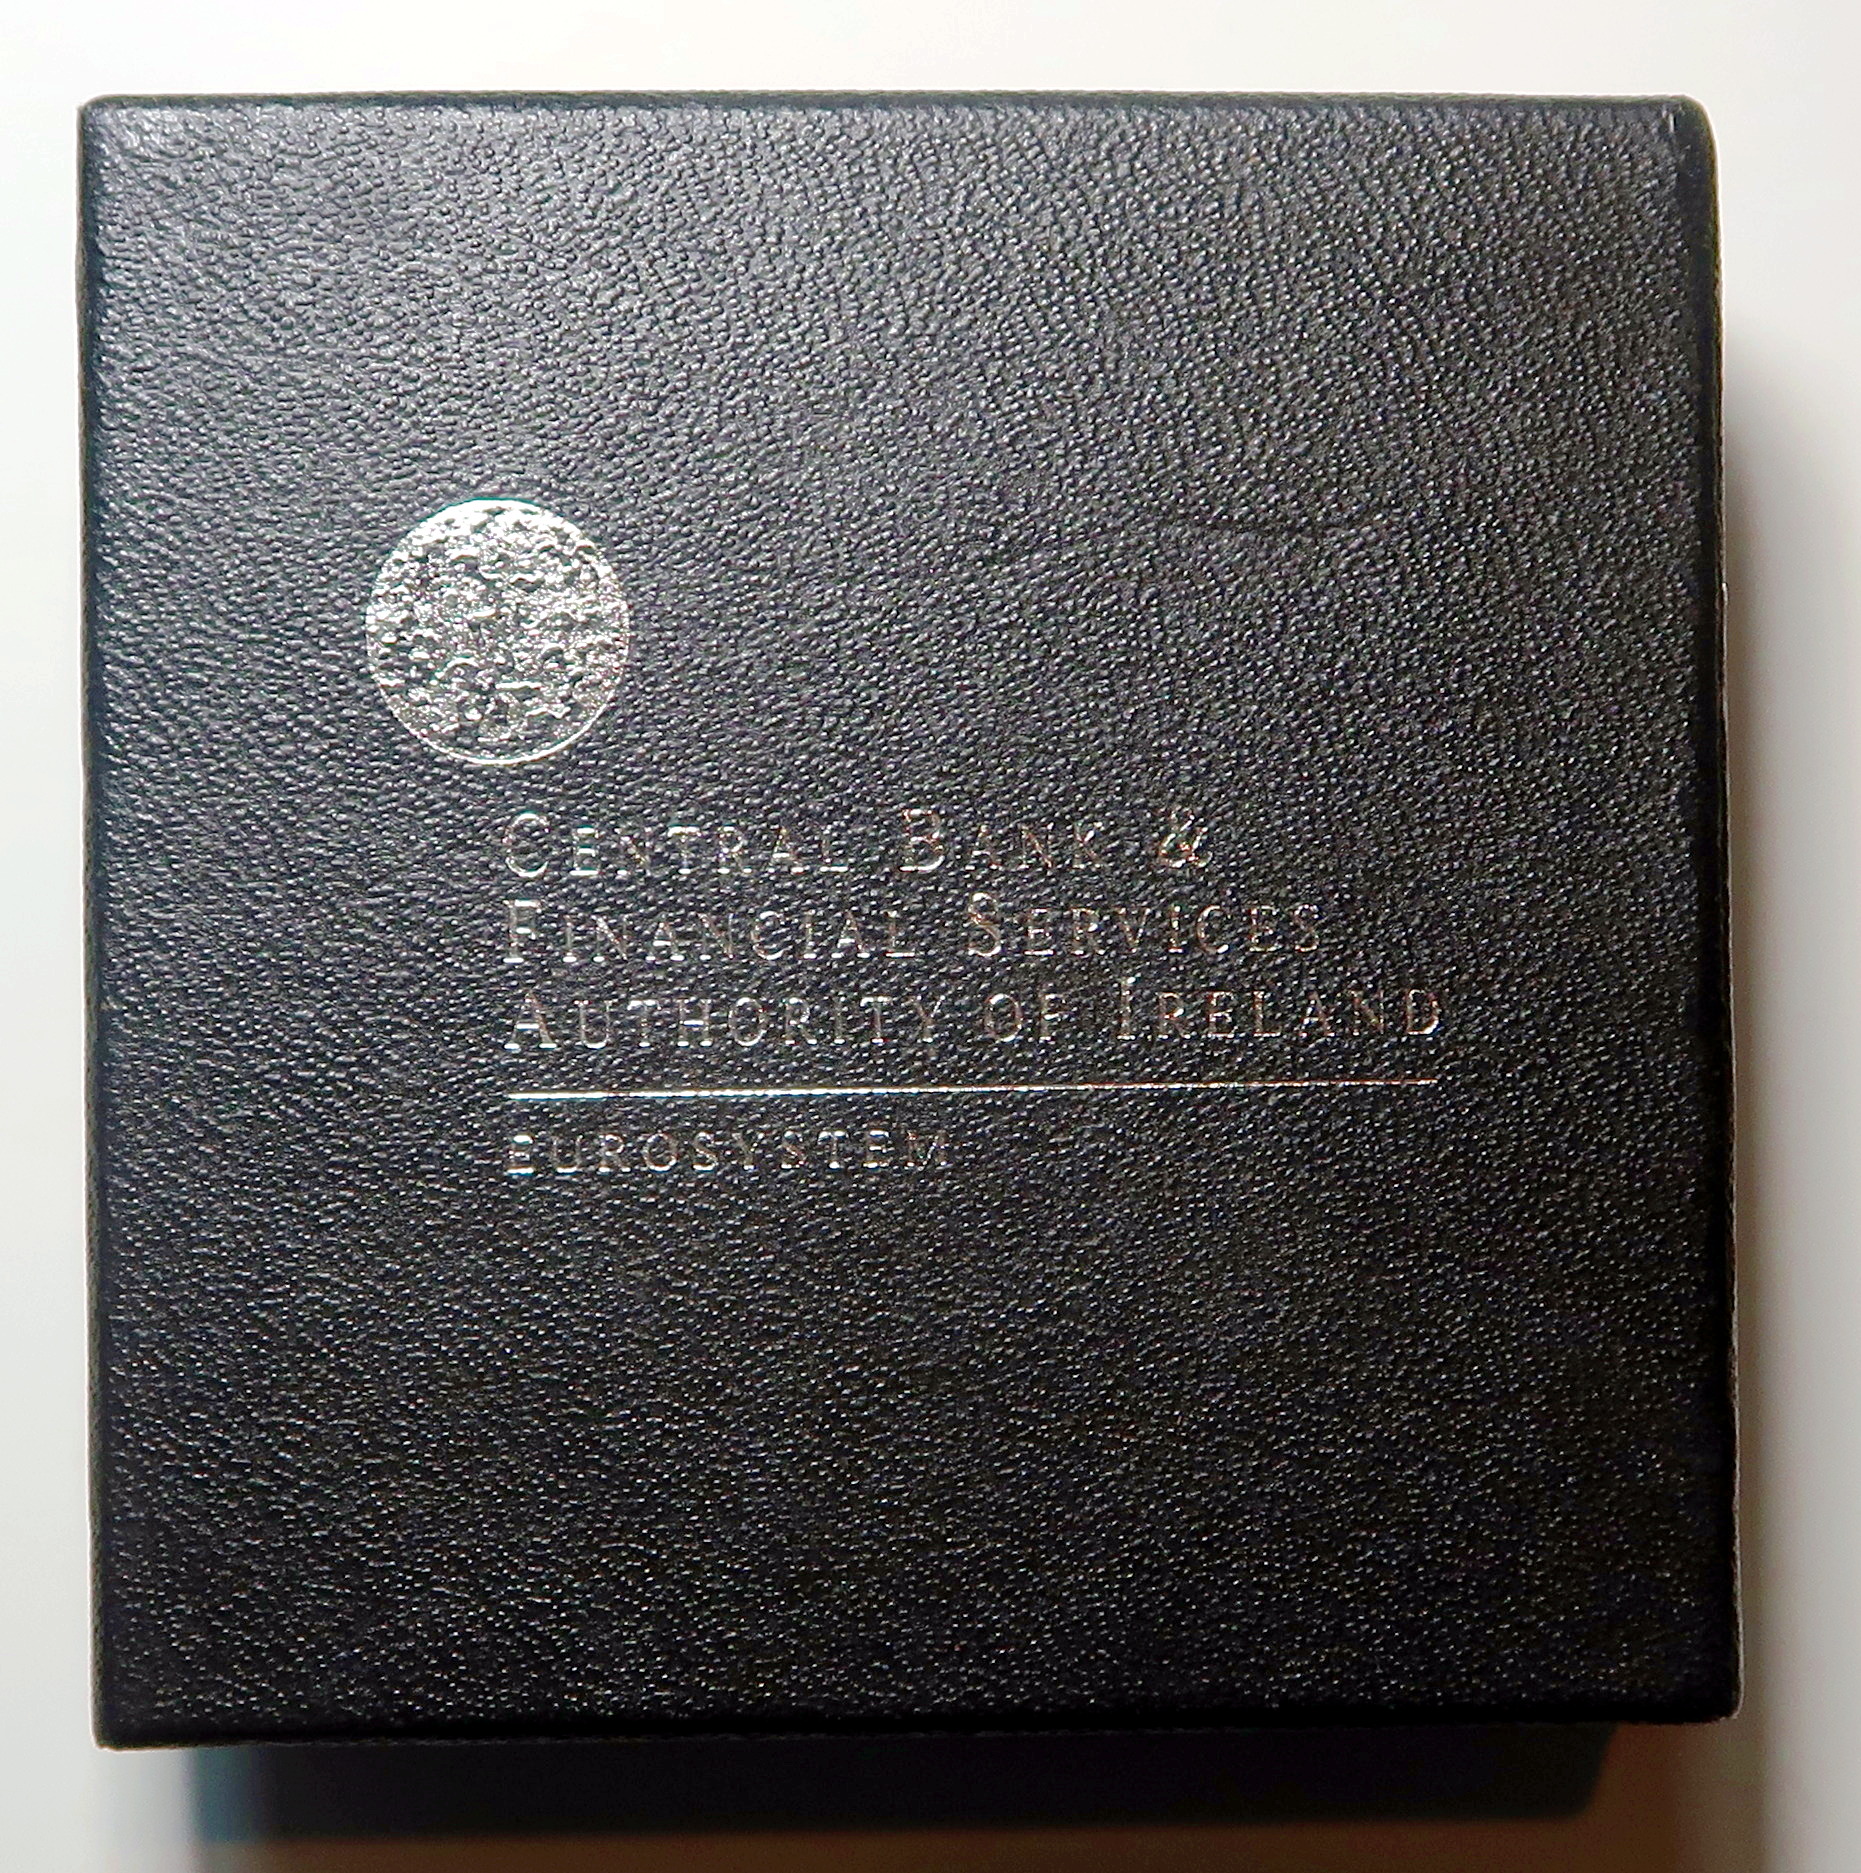 CENTRAL BANK &
FINANCIAL SERVICES
AUTHORITY OF IRELAND
EUROSYSTEM